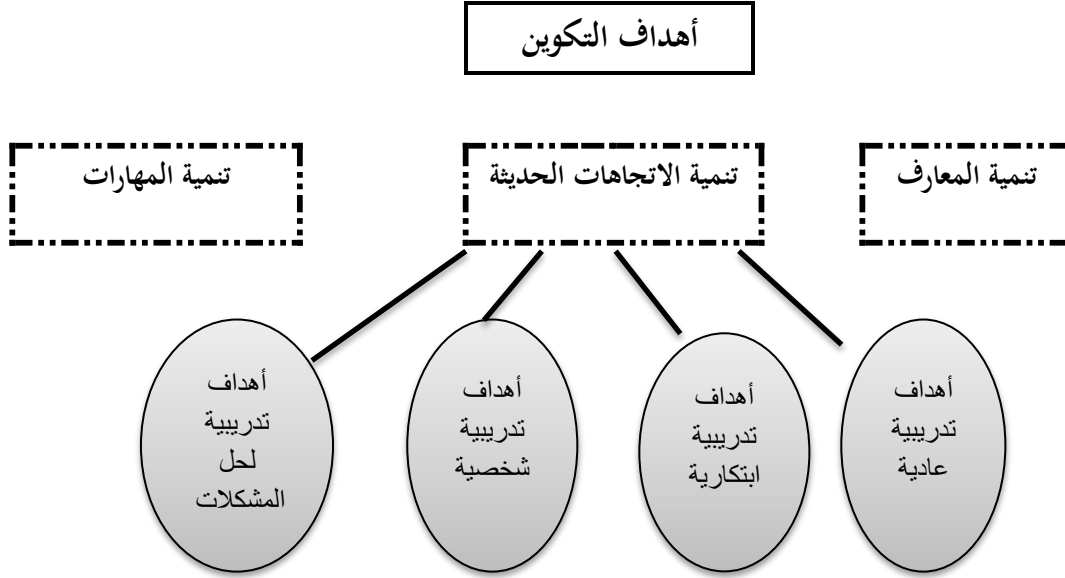 أهداف التكوين
تنمية المعارف
تنمية الاتجاهات الحديثة
تنمية المهارات
أهداف
تدريبية
عادية
أهداف
تدريبية
ابتكارية
أهداف
تدريبية
شخصية
أهداف
تدريبية
لحل
المشكلات